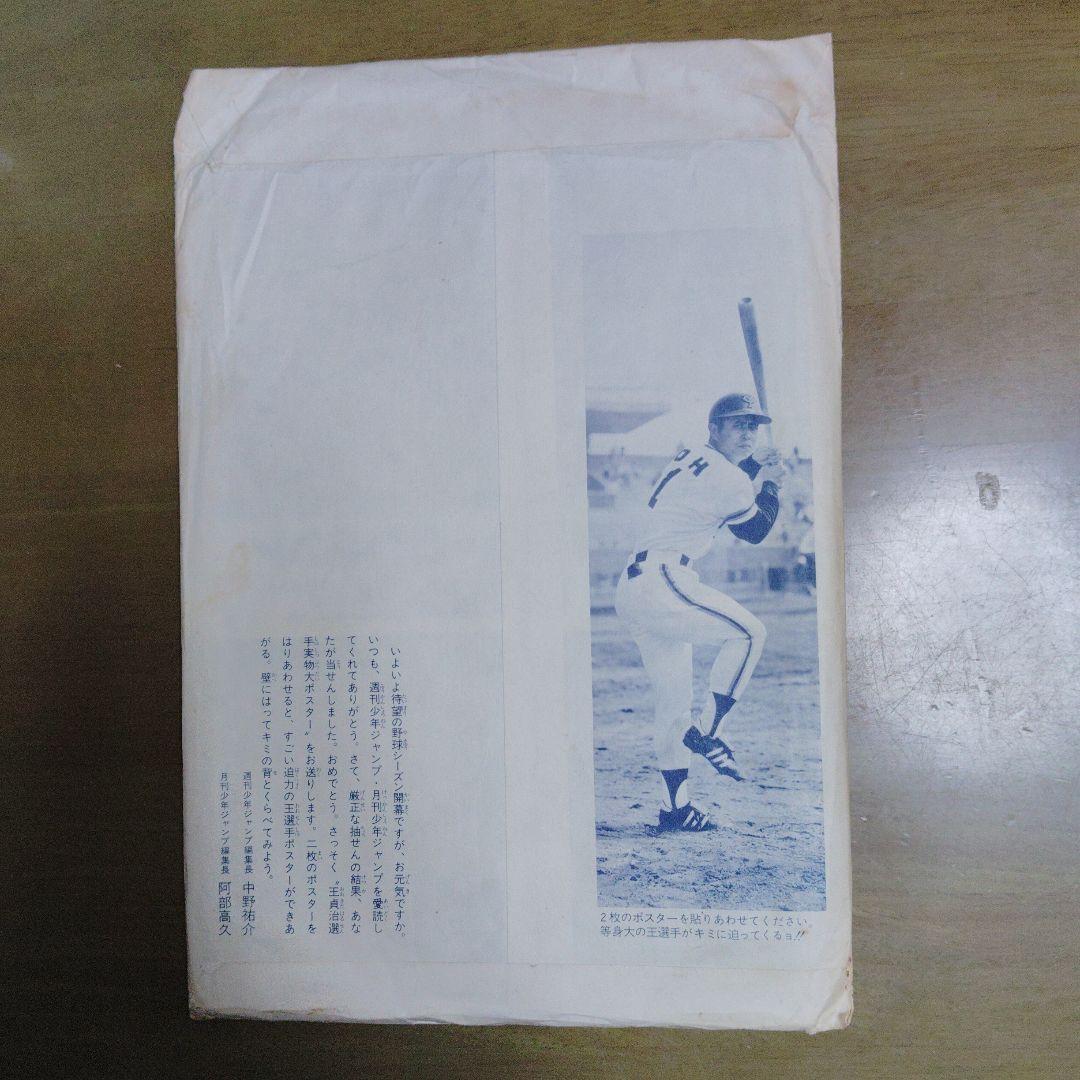 OH
1
いよいよ待望の野球シーズン開幕ですが、お元気ですか。
いつも、週刊少年ジャンプ・月刊少年ジャンプを愛読し
てくれてありがとう。さて、厳正な抽せんの結果、あな
たが当せんしました。おめでとう。さっそく〝王貞治選
手実物大ポスター〟をお送りします。二枚のポスターを
はりあわせると、すごい迫力の王選手ポスターができあ
がる。壁にはってキミの背とくらべてみよう。
週刊少年ジャンプ編集長 中野祐介
月刊少年ジャンプ編集長 阿部高久
2枚のポスターを貼りあわせてください。
等身大の王選手がキミに迫ってくるョ!!